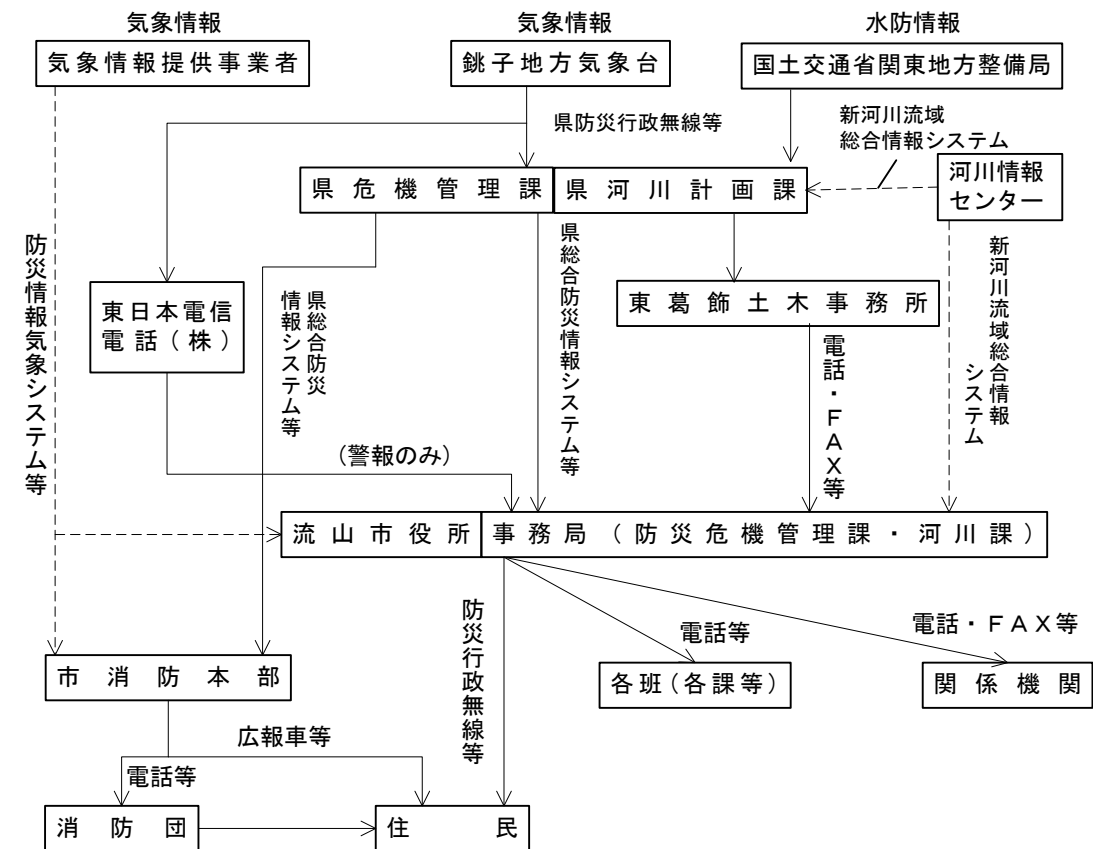 気象情報
気象情報
水防情報
気象情報提供事業者
銚子地方気象台
国土交通省関東地方整備局
県防災行政無線等
新河川流域
総合情報システム
河川情報
センター
県危機管理課
県河川計画課
防災情報気象システム等
東日本電信
電話(株)
県総合防災
情報システム等
県総合防災情報システム等
東葛飾土木事務所
新河川流域総合情報
システム
電話・FAX等
(警報のみ)
流山市役所
事務局(防災危機管理課・河川課)
防災行政無線等
電話等
電話・FAX等
市消防本部
各班(各課等)
関係機関
広報車等
電話等
消防団
住民